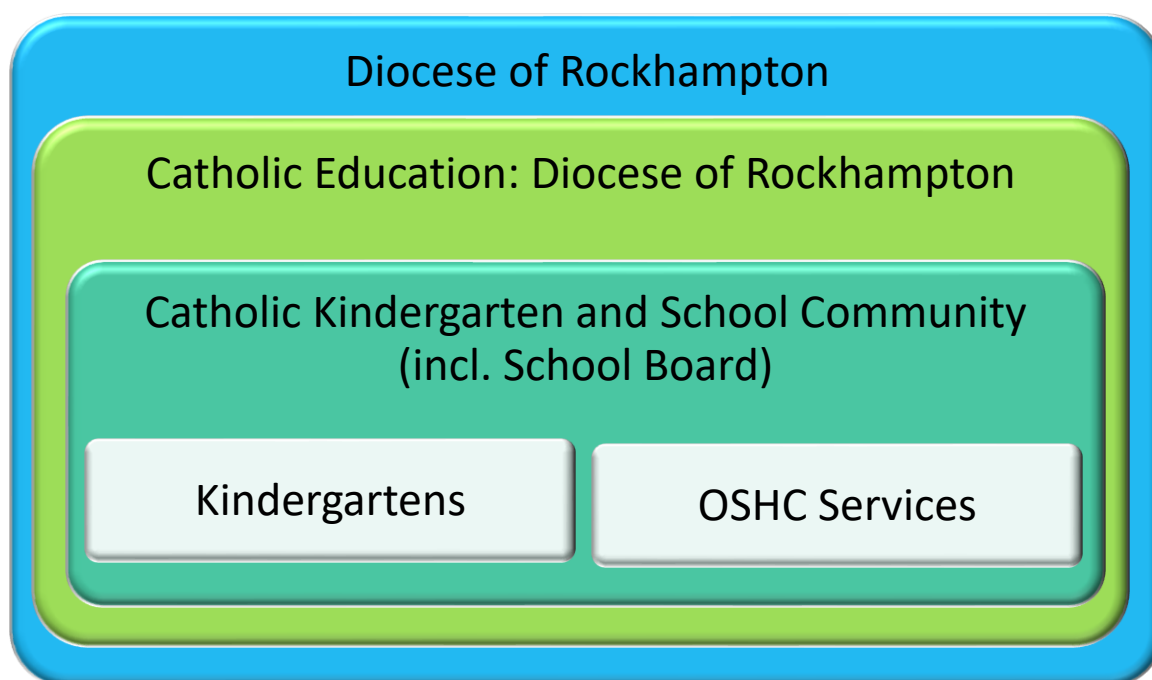 Diocese of Rockhampton
Catholic Education: Diocese of Rockhampton
Catholic Kindergarten and School Community
(incl. School Board)
Kindergartens
OSHC Services